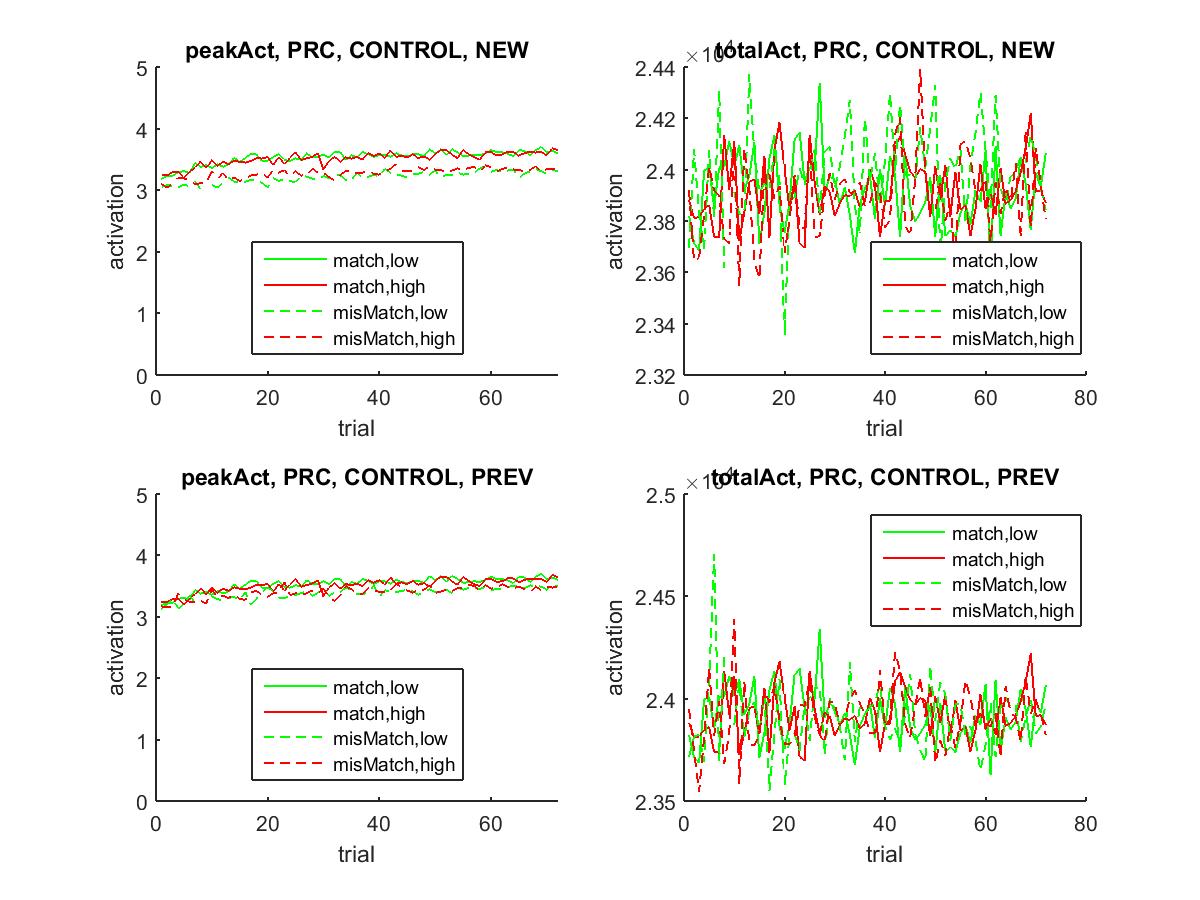 peakAct, PRC, CONTROL, NEW
5
4
3
2
1
0
0 20 40 60
activation
trial
match,low
match,high
misMatch,low
misMatch,high
totalAct, PRC, CONTROL, NEW
×10⁴
2.44
2.42
2.4
2.38
2.36
2.34
2.32
0 20 40 60 80
activation
trial
match,low
match,high
misMatch,low
misMatch,high
peakAct, PRC, CONTROL, PREV
5
4
3
2
1
0
0 20 40 60
activation
trial
match,low
match,high
misMatch,low
misMatch,high
totalAct, PRC, CONTROL, PREV
×10⁴
2.5
2.45
2.4
2.35
0 20 40 60 80
activation
trial
match,low
match,high
misMatch,low
misMatch,high